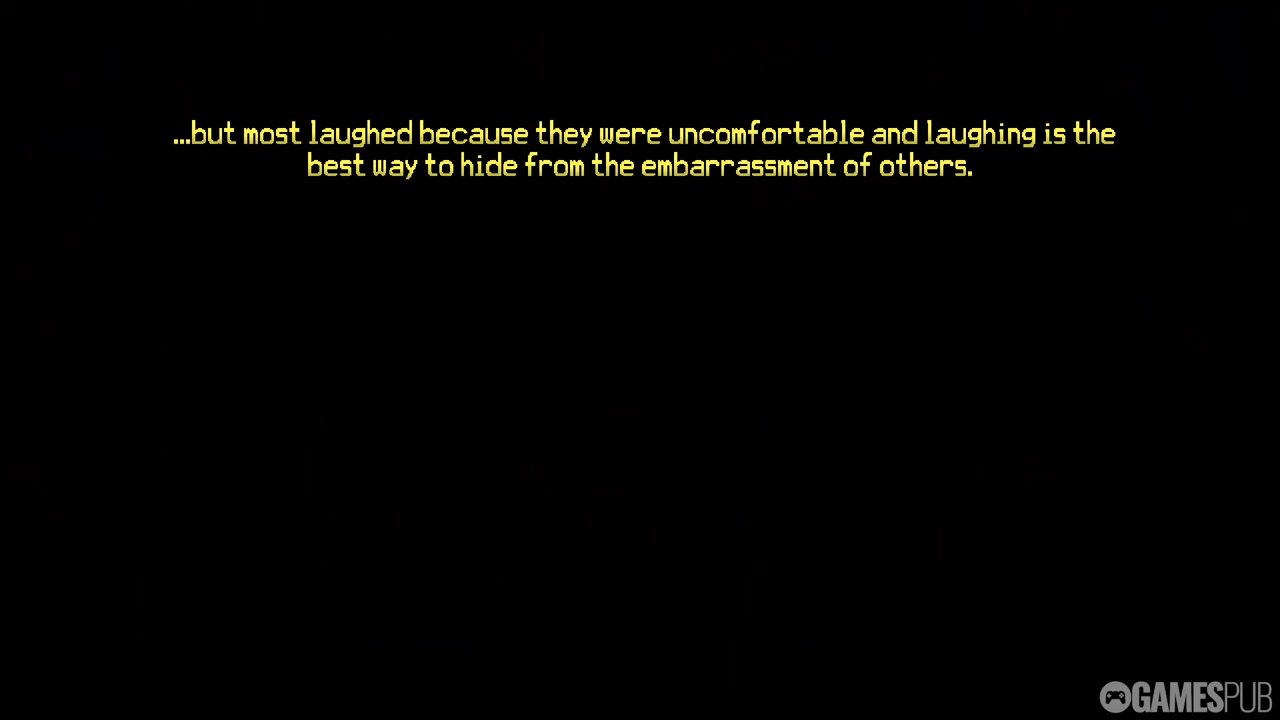 ...but most laughed because they were uncomfortable and laughing is the
best way to hide from the embarrassment of others.
GAMESPUB